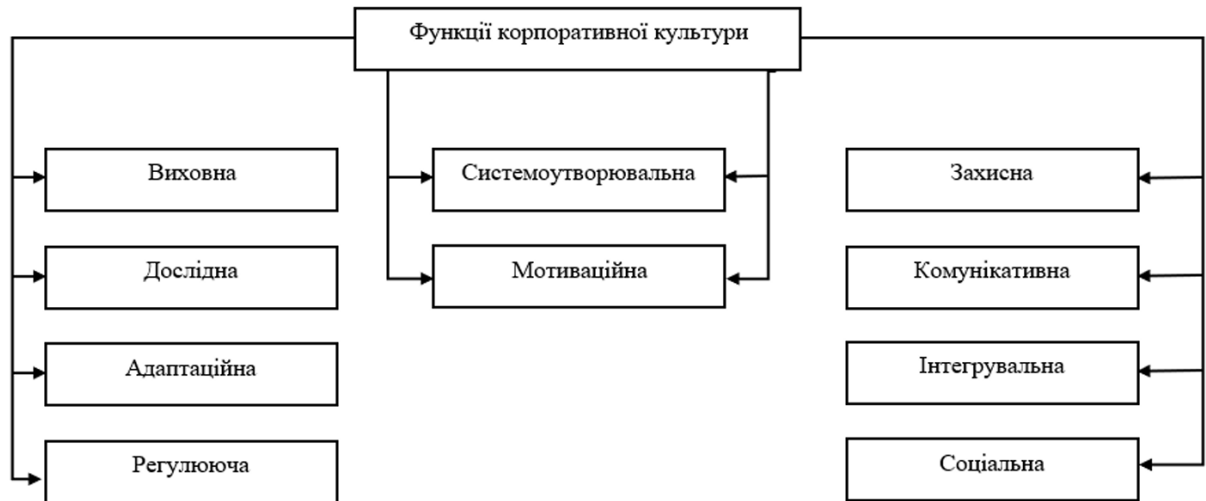 Функції корпоративної культури
Виховна
Системоутворювальна
Захисна
Дослідна
Мотиваційна
Комунікативна
Адаптаційна
Інтегрувальна
Регулююча
Соціальна